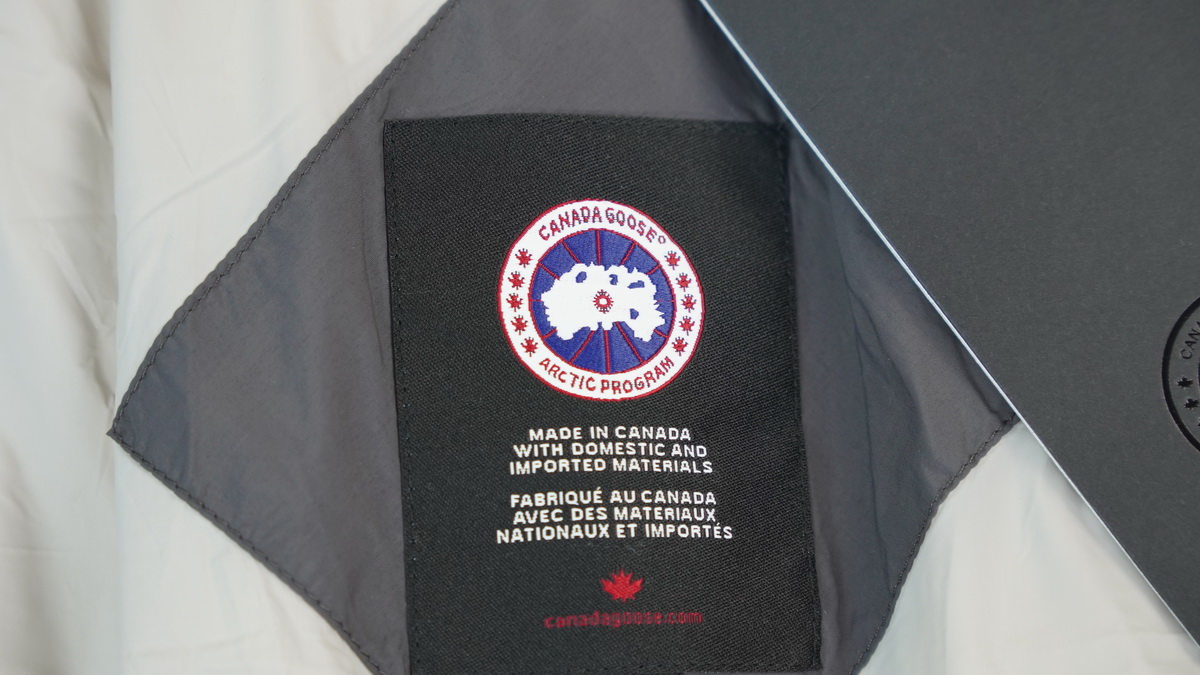 CANADA GOOSE®
ARCTIC PROGRAM
MADE IN CANADA
WITH DOMESTIC AND
IMPORTED MATERIALS
FABRIQUÉ AU CANADA
AVEC DES MATERIAUX
NATIONAUX ET IMPORTÉS
canadagoose.com